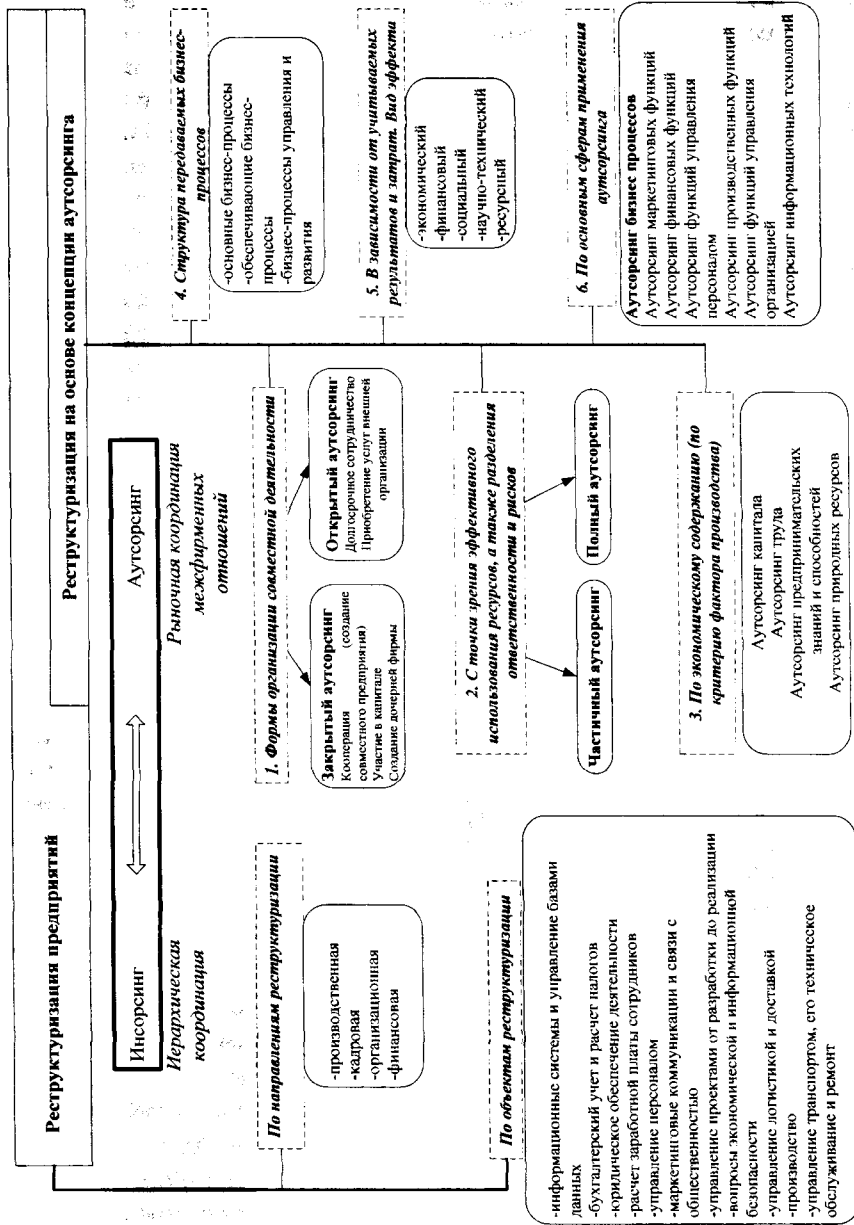 Реструктуризация предприятий
Реструктуризация на основе концепции аутсорсинга
Инсорсинг
Аутсорсинг
Иерархическая
координация
Рыночная координация
межфирменных
отношений
По направлениям реструктуризации
-производственная
-кадровая
-организационная
-финансовая
По объектам реструктуризации
-информационные системы и управление базами
данных
-бухгалтерский учет и расчет налогов
-юридическое обеспечение деятельности
-расчет заработной платы сотрудников
-управление персоналом
-маркетинговые коммуникации и связи с
общественностью
-управление проектами от разработки до реализации
-вопросы экономической и информационной
безопасности
-управление логистикой и доставкой
-производство
-управление транспортом, его техническое
обслуживание и ремонт
1. Формы организации совместной деятельности
Закрытый аутсорсинг
Кооперация (создание
совместного предприятия)
Участие в капитале
Создание дочерней фирмы
Открытый аутсорсинг
Долгосрочное сотрудничество
Приобретение услуг внешней
организации
2. С точки зрения эффективного
использования ресурсов, а также разделения
ответственности и рисков
Частичный аутсорсинг
Полный аутсорсинг
3. По экономическому содержанию (по
критерию фактора производства)
Аутсорсинг капитала
Аутсорсинг труда
Аутсорсинг предпринимательских
знаний и способностей
Аутсорсинг природных ресурсов
4. Структура передаваемых бизнес-
процессов
-основные бизнес-процессы
-обеспечивающие бизнес-
процессы
-бизнес-процессы управления и
развития
5. В зависимости от учитываемых
результатов и затрат. Вид эффекта
-экономический
-финансовый
-социальный
-научно-технический
-ресурсный
6. По основным сферам применения
аутсорсинга
Аутсорсинг бизнес процессов
Аутсорсинг маркетинговых функций
Аутсорсинг финансовых функций
Аутсорсинг функций управления
персоналом
Аутсорсинг производственных функций
Аутсорсинг функций управления
организацией
Аутсорсинг информационных технологий